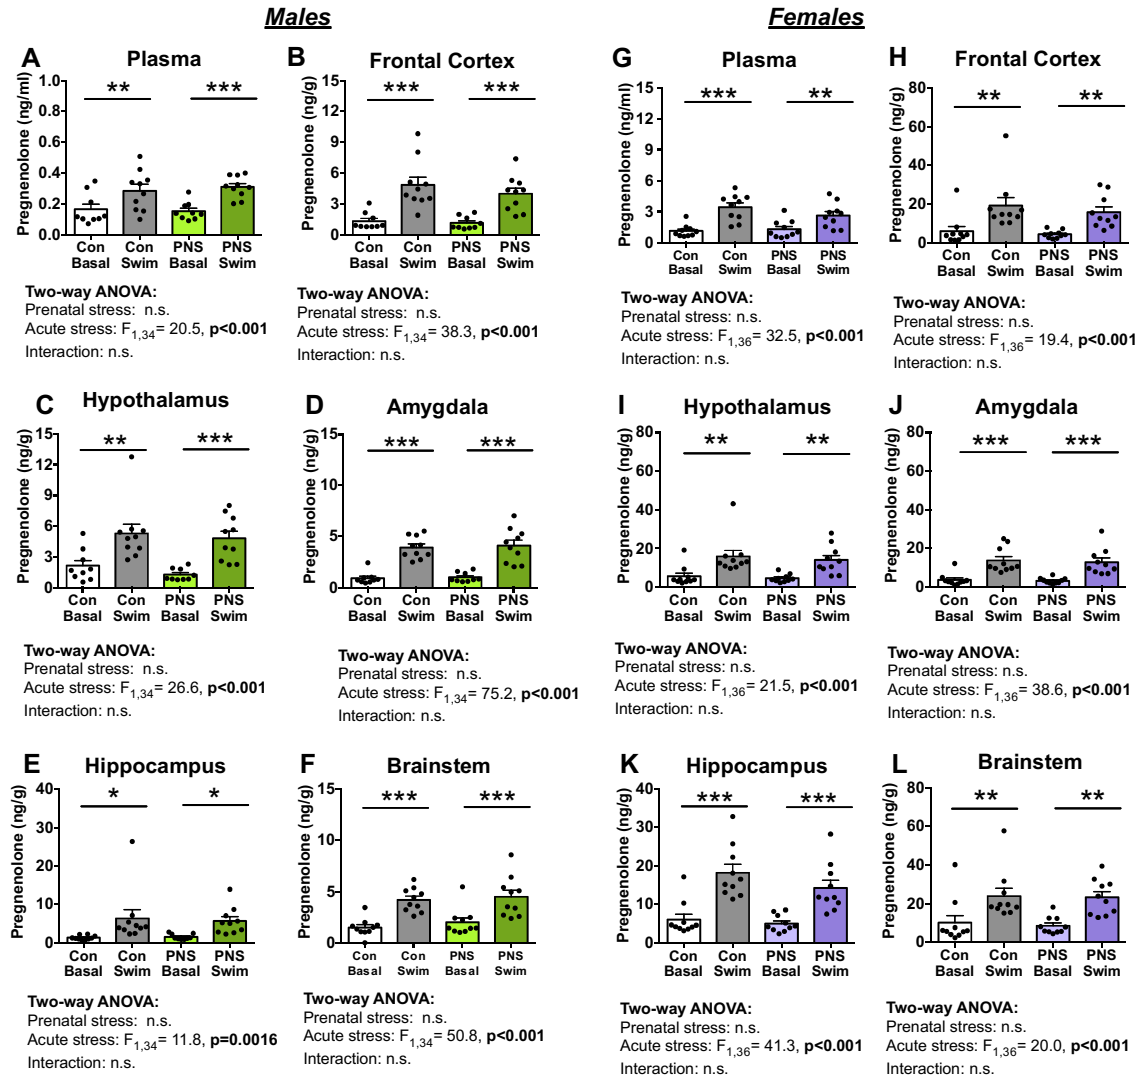 Males
Females
A
Plasma
Pregnenolone (ng/ml)
1.0
0.8
0.6
0.4
0.2
0.0
**
***
Con Con PNS PNS
Basal Swim Basal Swim
Two-way ANOVA:
Prenatal stress: n.s.
Acute stress: F1,34= 20.5, p<0.001
Interaction: n.s.
B
Frontal Cortex
Pregnenolone (ng/g)
15
12
9
6
3
0
***
***
Con Con PNS PNS
Basal Swim Basal Swim
Two-way ANOVA:
Prenatal stress: n.s.
Acute stress: F1,34= 38.3, p<0.001
Interaction: n.s.
G
Plasma
Pregnenolone (ng/ml)
15
12
9
6
3
0
***
**
Con Con PNS PNS
Basal Swim Basal Swim
Two-way ANOVA:
Prenatal stress: n.s.
Acute stress: F1,36= 32.5, p<0.001
Interaction: n.s.
H
Frontal Cortex
Pregnenolone (ng/g)
80
60
40
20
0
**
**
Con Con PNS PNS
Basal Swim Basal Swim
Two-way ANOVA:
Prenatal stress: n.s.
Acute stress: F1,36= 19.4, p<0.001
Interaction: n.s.
C
Hypothalamus
Pregnenolone (ng/g)
15
12
9
6
3
0
**
***
Con Con PNS PNS
Basal Swim Basal Swim
Two-way ANOVA:
Prenatal stress: n.s.
Acute stress: F1,34= 26.6, p<0.001
Interaction: n.s.
D
Amygdala
Pregnenolone (ng/g)
15
10
5
0
***
***
Con Con PNS PNS
Basal Swim Basal Swim
Two-way ANOVA:
Prenatal stress: n.s.
Acute stress: F1,34= 75.2, p<0.001
Interaction: n.s.
I
Hypothalamus
Pregnenolone (ng/g)
80
60
40
20
0
**
**
Con Con PNS PNS
Basal Swim Basal Swim
Two-way ANOVA:
Prenatal stress: n.s.
Acute stress: F1,36= 21.5, p<0.001
Interaction: n.s.
J
Amygdala
Pregnenolone (ng/g)
80
60
40
20
0
***
***
Con Con PNS PNS
Basal Swim Basal Swim
Two-way ANOVA:
Prenatal stress: n.s.
Acute stress: F1,36= 38.6, p<0.001
Interaction: n.s.
E
Hippocampus
Pregnenolone (ng/g)
40
30
20
10
0
*
*
Con Con PNS PNS
Basal Swim Basal Swim
Two-way ANOVA:
Prenatal stress: n.s.
Acute stress: F1,34= 11.8, p=0.0016
Interaction: n.s.
F
Brainstem
Pregnenolone (ng/g)
15
10
5
0
***
***
Con Con PNS PNS
Basal Swim Basal Swim
Two-way ANOVA:
Prenatal stress: n.s.
Acute stress: F1,34= 50.8, p<0.001
Interaction: n.s.
K
Hippocampus
Pregnenolone (ng/g)
40
30
20
10
0
***
***
Con Con PNS PNS
Basal Swim Basal Swim
Two-way ANOVA:
Prenatal stress: n.s.
Acute stress: F1,36= 41.3, p<0.001
Interaction: n.s.
L
Brainstem
Pregnenolone (ng/g)
80
60
40
20
0
**
**
Con Con PNS PNS
Basal Swim Basal Swim
Two-way ANOVA:
Prenatal stress: n.s.
Acute stress: F1,36= 20.0, p<0.001
Interaction: n.s.